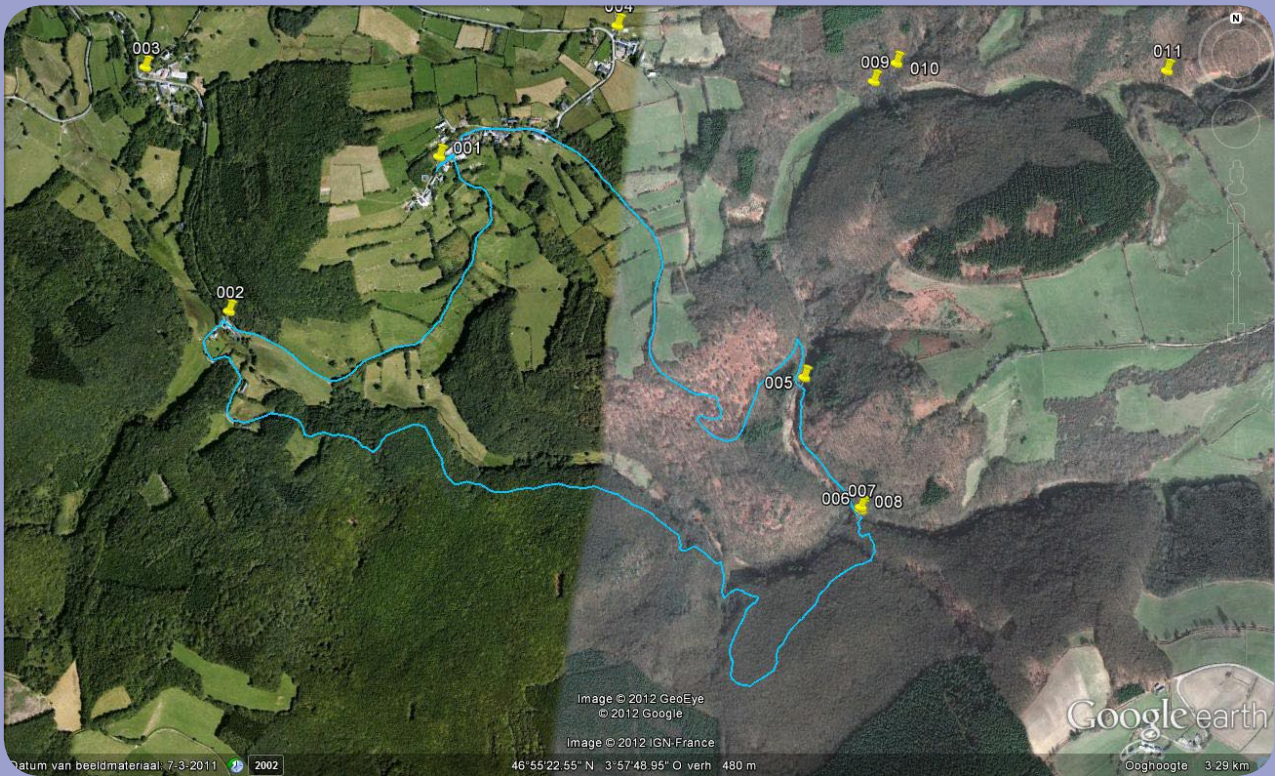 004
003
009
010
011
N
001
002
005
006
007
008
Image © 2012 GeoEye
© 2012 Google
Image © 2012 IGN-France
Google earth
Datum van beeldmateriaal: 7-3-2011
2002
46°55'22.55" N 3°57'48.95" O verh 480 m
Ooghoogte 3.29 km